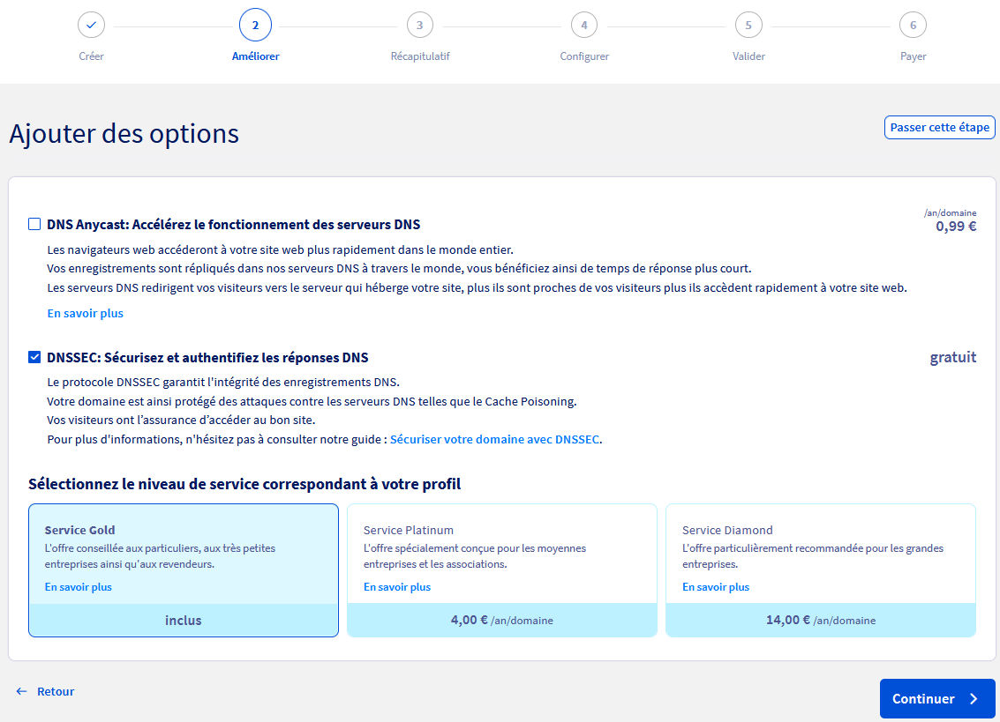 2 3 4 5 6
Créer Améliorer Récapitulatif Configurer Valider Payer
Ajouter des options
Passer cette étape
DNS Anycast: Accélérez le fonctionnement des serveurs DNS
/an/domaine
0,99 €
Les navigateurs web accéderont à votre site web plus rapidement dans le monde entier.
Vos enregistrements sont répliqués dans nos serveurs DNS à travers le monde, vous bénéficiez ainsi de temps de réponse plus court.
Les serveurs DNS redirigent vos visiteurs vers le serveur qui héberge votre site, plus ils sont proches de vos visiteurs plus ils accèdent rapidement à votre site web.
En savoir plus
DNSSEC: Sécurisez et authentifiez les réponses DNS
gratuit
Le protocole DNSSEC garantit l'intégrité des enregistrements DNS.
Votre domaine est ainsi protégé des attaques contre les serveurs DNS telles que le Cache Poisoning.
Vos visiteurs ont l’assurance d’accéder au bon site.
Pour plus d'informations, n'hésitez pas à consulter notre guide : Sécuriser votre domaine avec DNSSEC.
Sélectionnez le niveau de service correspondant à votre profil
Service Gold
L'offre conseillée aux particuliers, aux très petites
entreprises ainsi qu'aux revendeurs.
En savoir plus
inclus
Service Platinum
L'offre spécialement conçue pour les moyennes
entreprises et les associations.
En savoir plus
4,00 € /an/domaine
Service Diamond
L'offre particulièrement recommandée pour les grandes
entreprises.
En savoir plus
14,00 € /an/domaine
Retour
Continuer